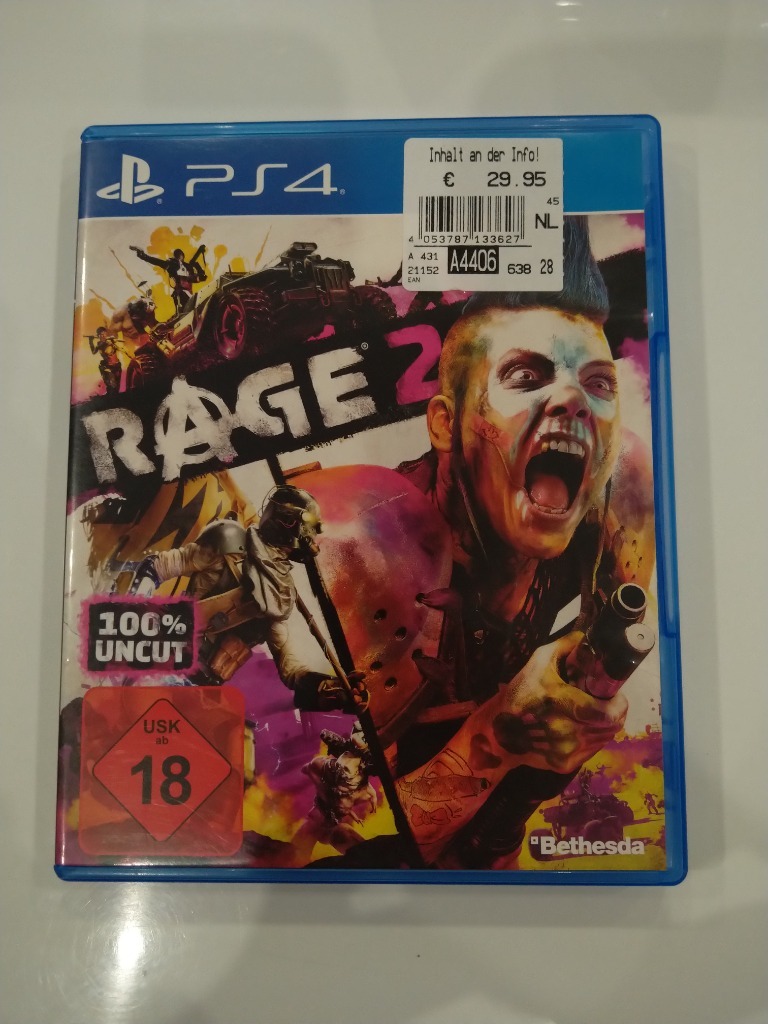 PS4
Inhalt an der Info!
€ 29.95
45
NL
4 053787 133627
A 431
21152 A4406 638 28
EAN
RAGE 2
100%
UNCUT
USK
ab
18
Bethesda